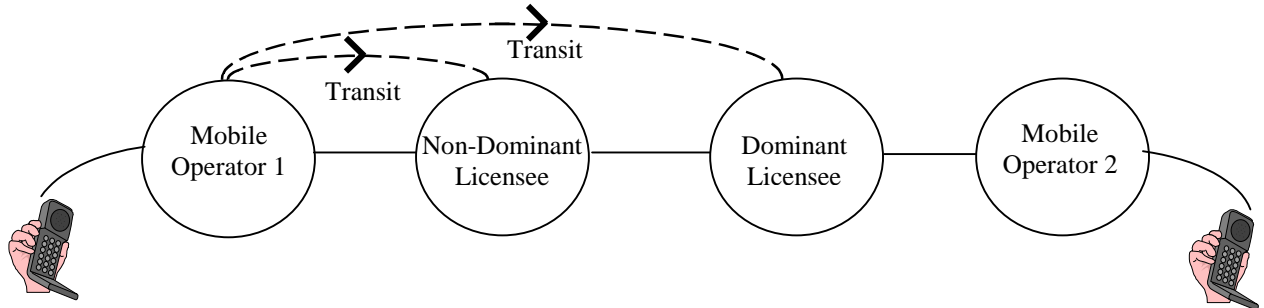 Transit
Transit
Mobile
Operator 1
Non-Dominant
Licensee
Dominant
Licensee
Mobile
Operator 2